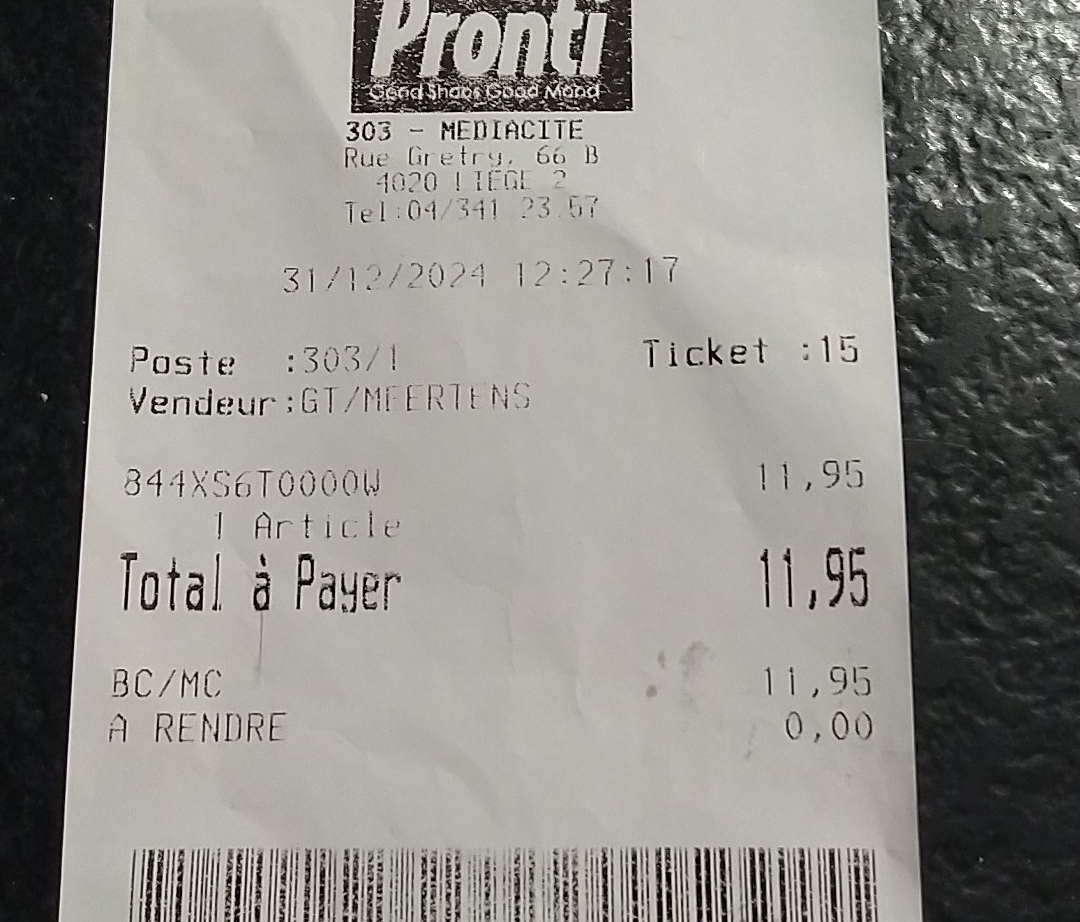 Pronti
Good Shoes Good Mood
303 - MEDIACITE
Rue Gretry, 66 B
4020 LIEGE 2
Tel:04/341 23.57
31/12/2024 12:27:17
Poste :303/1 Ticket :15
Vendeur:GT/MEERTENS
844XS6T0000W 11,95
1 Article
Total à Payer 11,95
BC/MC 11,95
A RENDRE 0,00